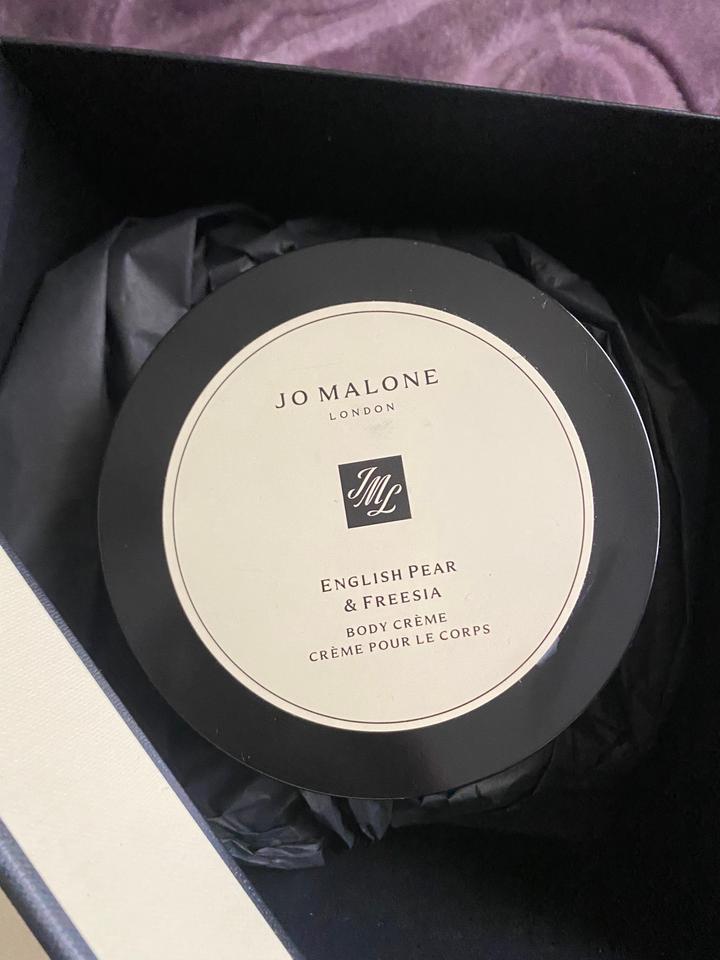 JO MALONE
LONDON
JML
ENGLISH PEAR
& FREESIA
BODY CRÈME
CRÈME POUR LE CORPS